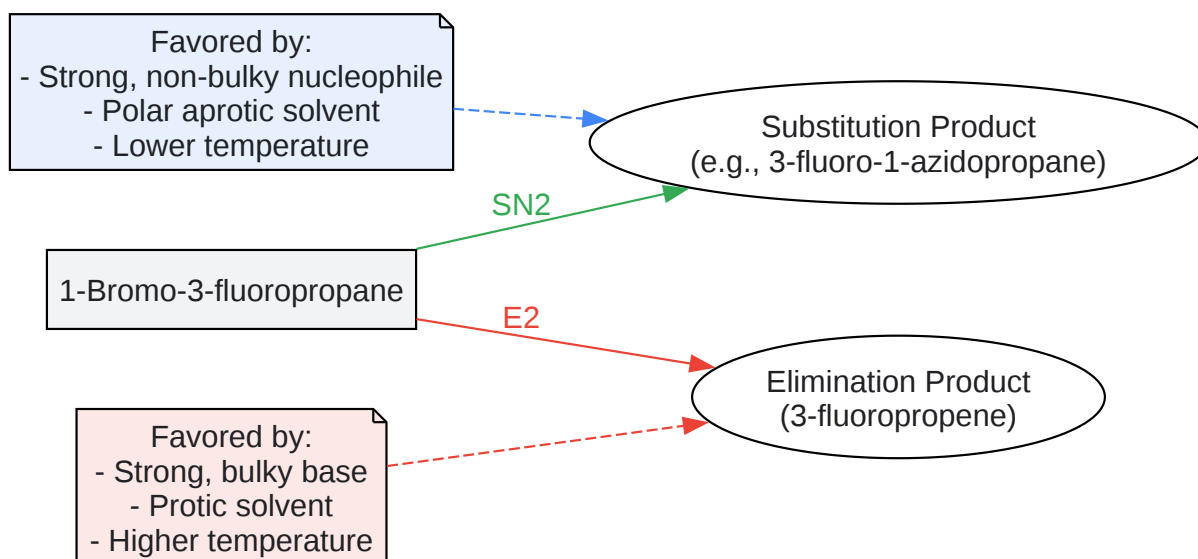 Favored by:
- Strong, non-bulky nucleophile
- Polar aprotic solvent
- Lower temperature
Substitution Product
(e.g., 3-fluoro-1-azidopropane)
SN2
1-Bromo-3-fluoropropane
E2
Elimination Product
(3-fluoropropene)
Favored by:
- Strong, bulky base
- Protic solvent
- Higher temperature